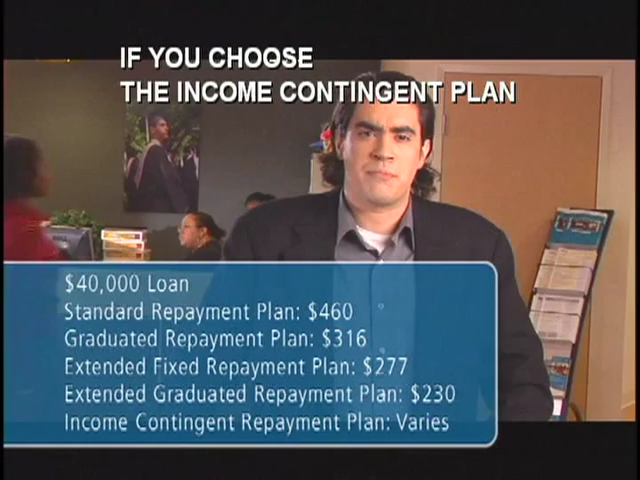 IF YOU CHOOSE
THE INCOME CONTINGENT PLAN
$40,000 Loan
Standard Repayment Plan: $460
Graduated Repayment Plan: $316
Extended Fixed Repayment Plan: $277
Extended Graduated Repayment Plan: $230
Income Contingent Repayment Plan: Varies